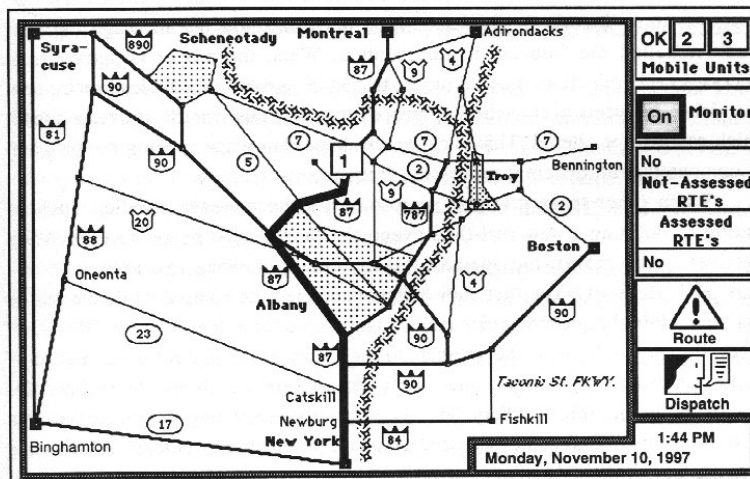 Syra-
cuse
890
Scheneotady
Montreal
Adirondacks
OK
2
3
Mobile Units
90
87
9
4
On
Monitor
81
7
7
7
1
Bennington
No
Not-Assessed
RTE's
Assessed
RTE's
No
90
5
2
Troy
9
20
87
787
2
88
Boston
Oneonta
87
4
Albany
90
90
23
87
90
Route
Taconic St. PKWY.
Catskill
Dispatch
17
Newburg
Fishkill
New York
84
Binghamton
1:44 PM
Monday, November 10, 1997